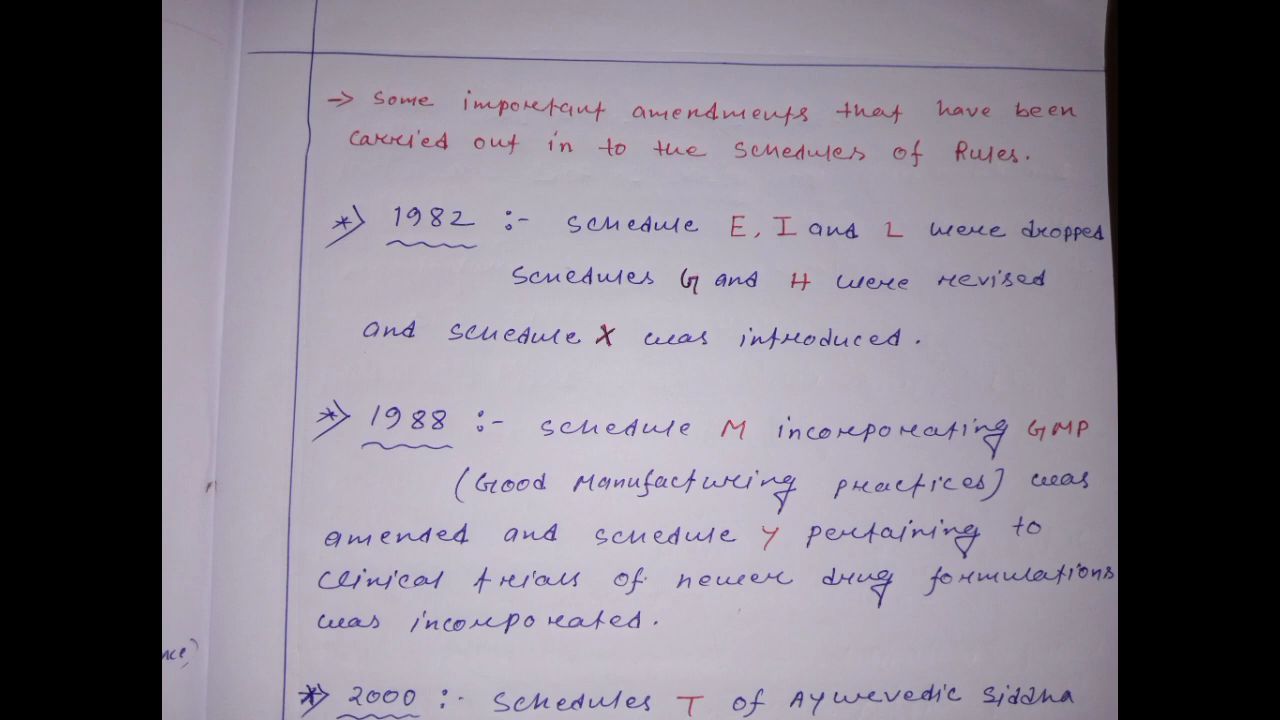 → Some important amendments that have been
carried out in to the schedules of Rules.
*⇒ 1982 :- Schedule E, I and L were dropped
Schedules G and H were revised
and schedule X was introduced.
*⇒ 1988 :- Schedule M incorporating GMP
(Good Manufacturing practices) was
amended and schedule Y pertaining to
clinical trials of newer drug formulations
was incorporated.
nce)
*⇒ 2000 :- Schedules T of Ayurvedic Siddha